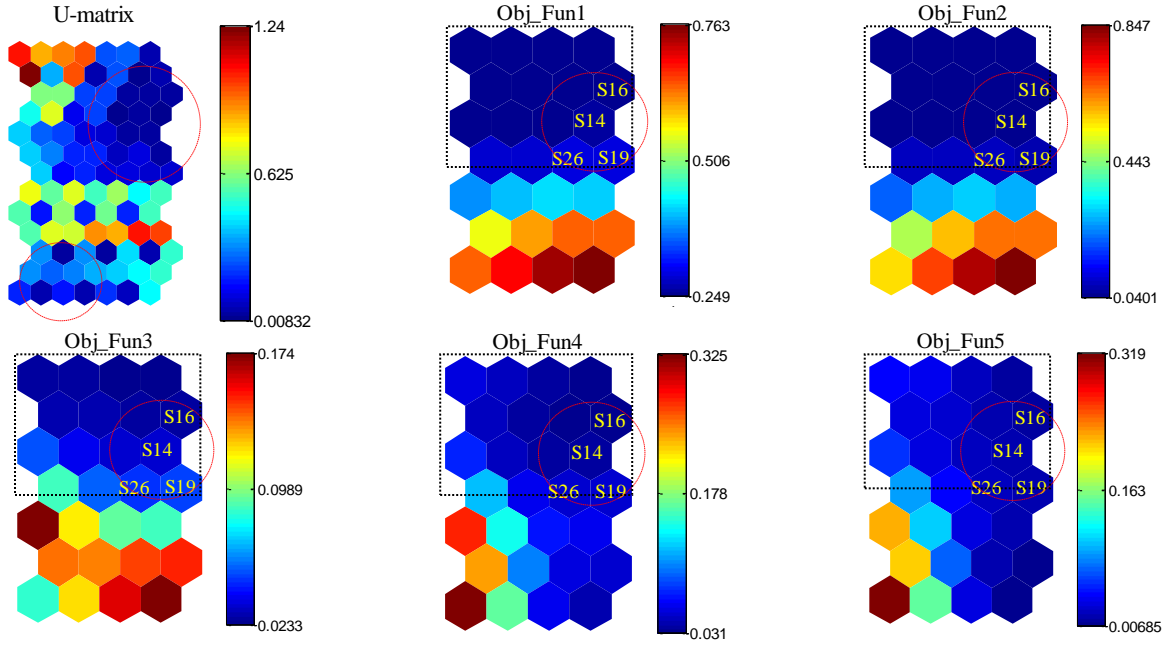 U-matrix
1.24
0.625
0.00832
Obj_Fun1
0.763
0.506
0.249
S16
S14
S26 S19
Obj_Fun2
0.847
0.443
0.0401
S16
S14
S26 S19
Obj_Fun3
0.174
0.0989
0.0233
S16
S14
S26 S19
Obj_Fun4
0.325
0.178
0.031
S16
S14
S26 S19
Obj_Fun5
0.319
0.163
0.00685
S16
S14
S26 S19